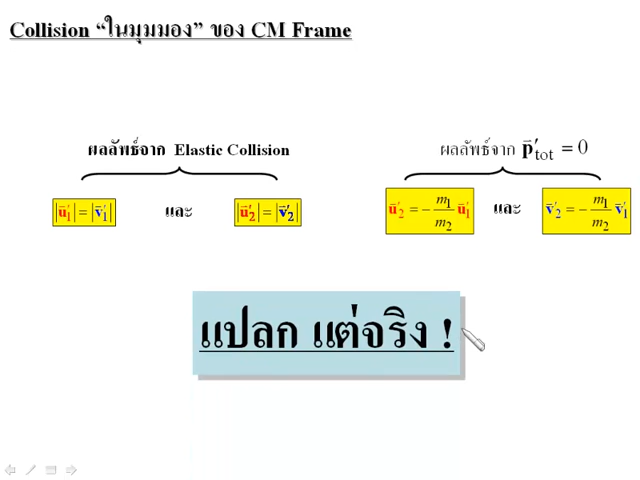 Collision “ในมุมมอง” ของ CM Frame
ผลลัพธ์จาก Elastic Collision
ผลลัพธ์จาก p⃗′tot = 0
|u⃗′1| = |v⃗′1| และ |u⃗′2| = |v⃗′2|
u⃗′2 = − m1/m2 u⃗′1 และ v⃗′2 = − m1/m2 v⃗′1
แปลก แต่จริง !